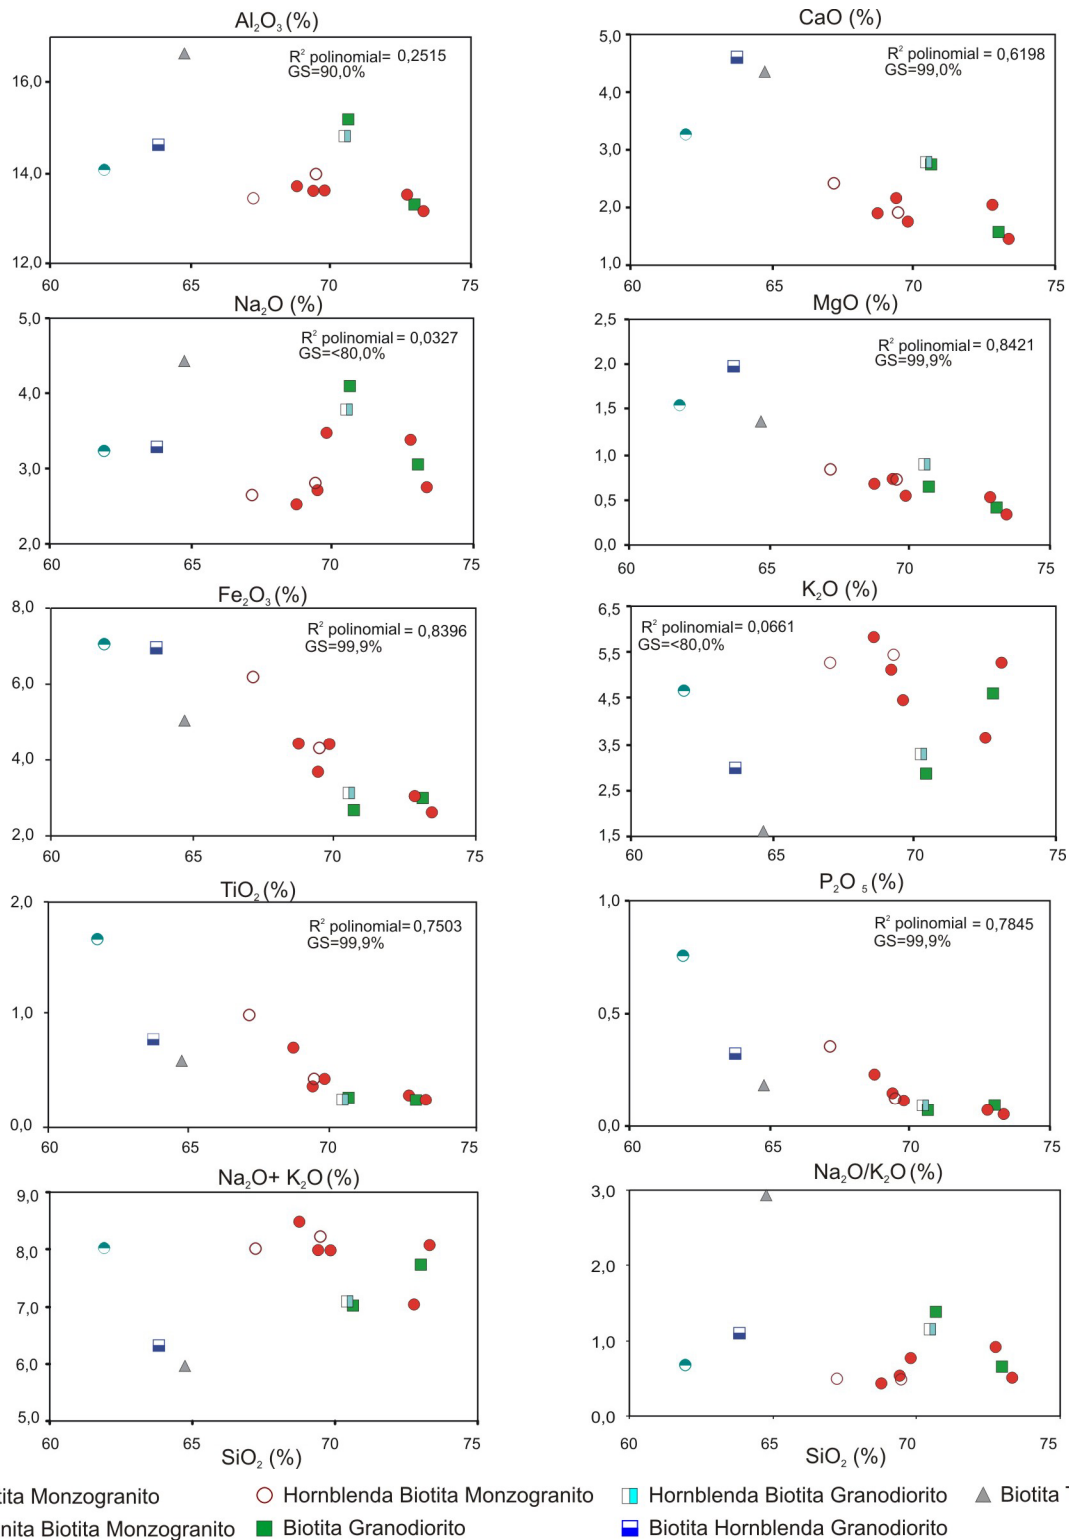 Al₂O₃ (%)
R² polinomial= 0,2515
GS=90,0%
16,0
14,0
12,0
60 65 70 75
CaO (%)
R² polinomial = 0,6198
GS=99,0%
5,0
4,0
3,0
2,0
1,0
60 65 70 75
Na₂O (%)
R² polinomial = 0,0327
GS=<80,0%
5,0
4,0
3,0
2,0
60 65 70 75
MgO (%)
R² polinomial = 0,8421
GS=99,9%
2,5
2,0
1,5
1,0
0,5
0,0
60 65 70 75
Fe₂O₃ (%)
R² polinomial = 0,8396
GS=99,9%
8,0
6,0
4,0
2,0
60 65 70 75
K₂O (%)
R² polinomial= 0,0661
GS=<80,0%
6,5
5,5
4,5
3,5
2,5
1,5
60 65 70 75
TiO₂ (%)
R² polinomial= 0,7503
GS=99,9%
2,0
1,0
0,0
60 65 70 75
P₂O ₅ (%)
R² polinomial = 0,7845
GS=99,9%
1,0
0,5
0,0
60 65 70 75
Na₂O+ K₂O (%)
9,0
8,0
7,0
6,0
5,0
60 65 70 75
SiO₂ (%)
Na₂O/K₂O (%)
3,0
2,0
1,0
0,0
60 65 70 75
SiO₂ (%)
tita Monzogranito Hornblenda Biotita Monzogranito Hornblenda Biotita Granodiorito Biotita T
nita Biotita Monzogranito Biotita Granodiorito Biotita Hornblenda Granodiorito